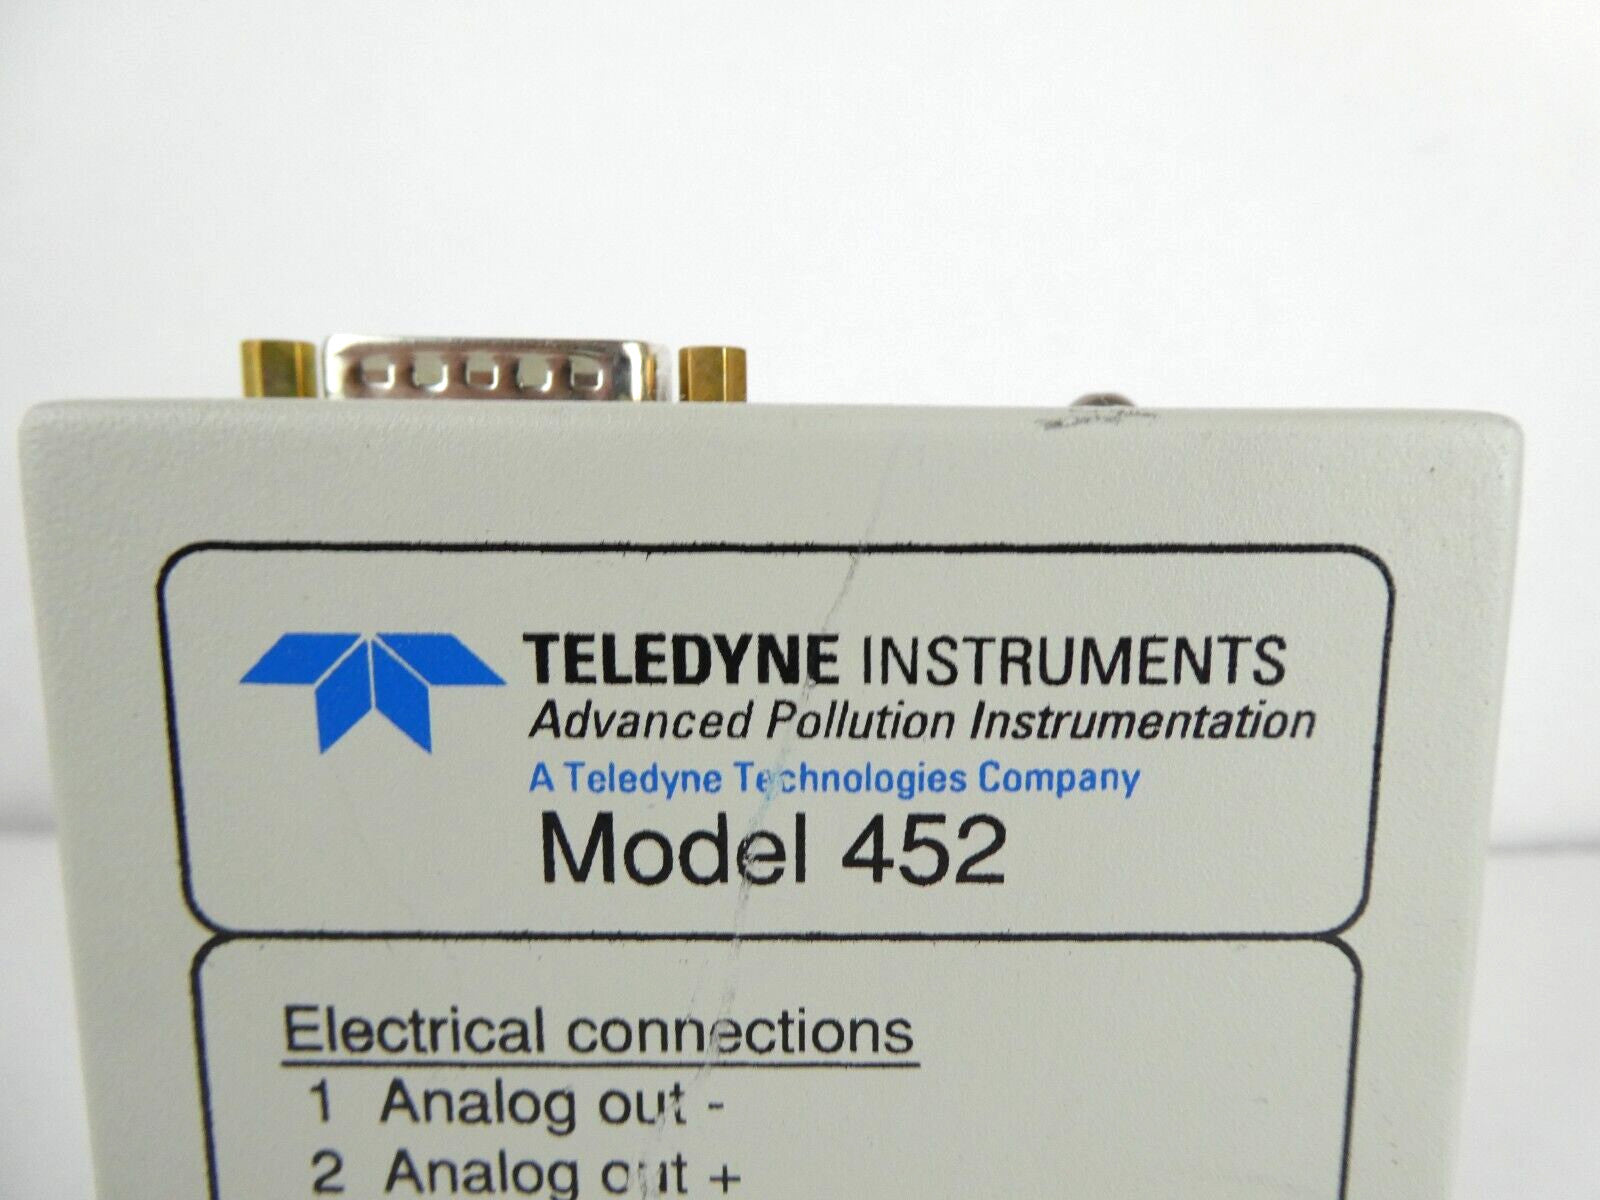 TELEDYNE INSTRUMENTS
Advanced Pollution Instrumentation
A Teledyne Technologies Company
Model 452
Electrical connections
1 Analog out -
2 Analog out +